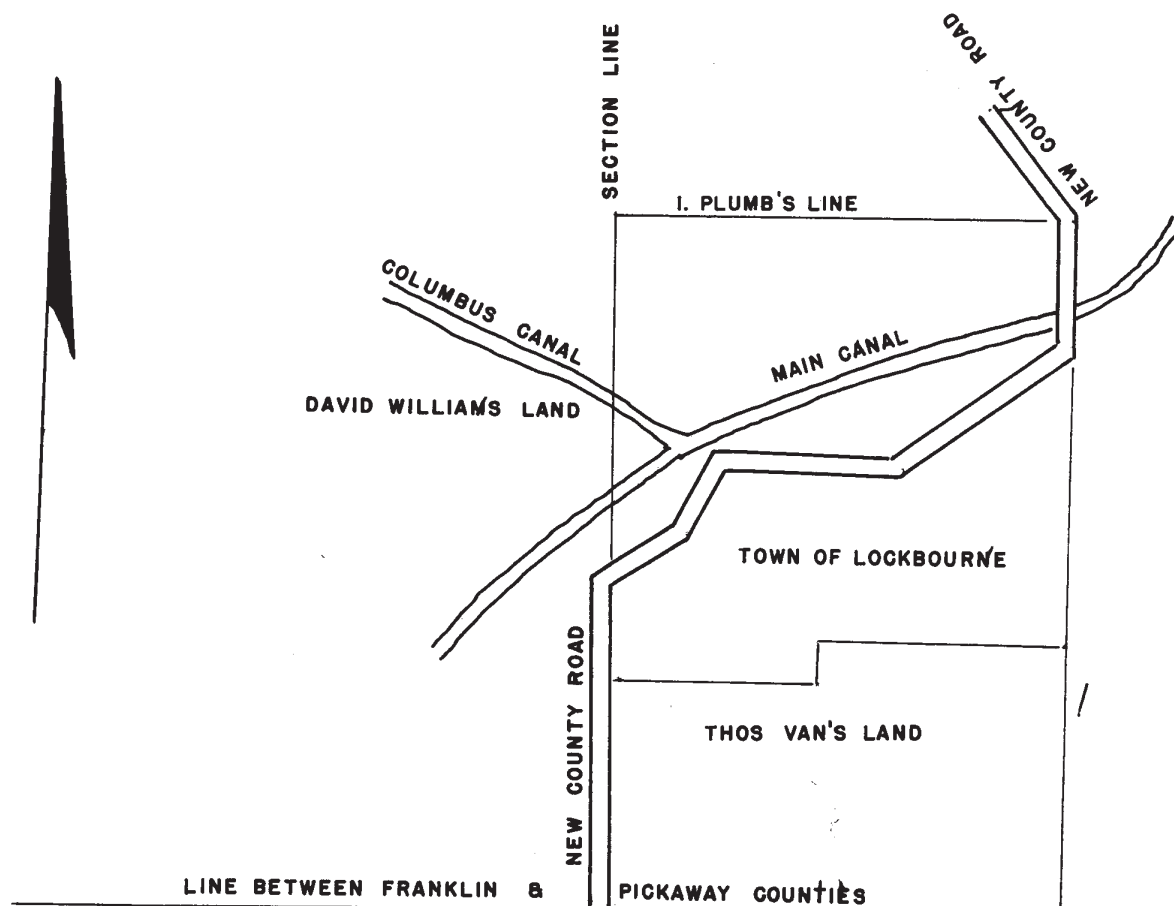 NEW COUNTY ROAD
SECTION LINE
I. PLUMB'S LINE
COLUMBUS CANAL
MAIN CANAL
DAVID WILLIAMS LAND
TOWN OF LOCKBOURNE
NEW COUNTY ROAD
THOS VAN'S LAND
LINE BETWEEN FRANKLIN & PICKAWAY COUNTIES